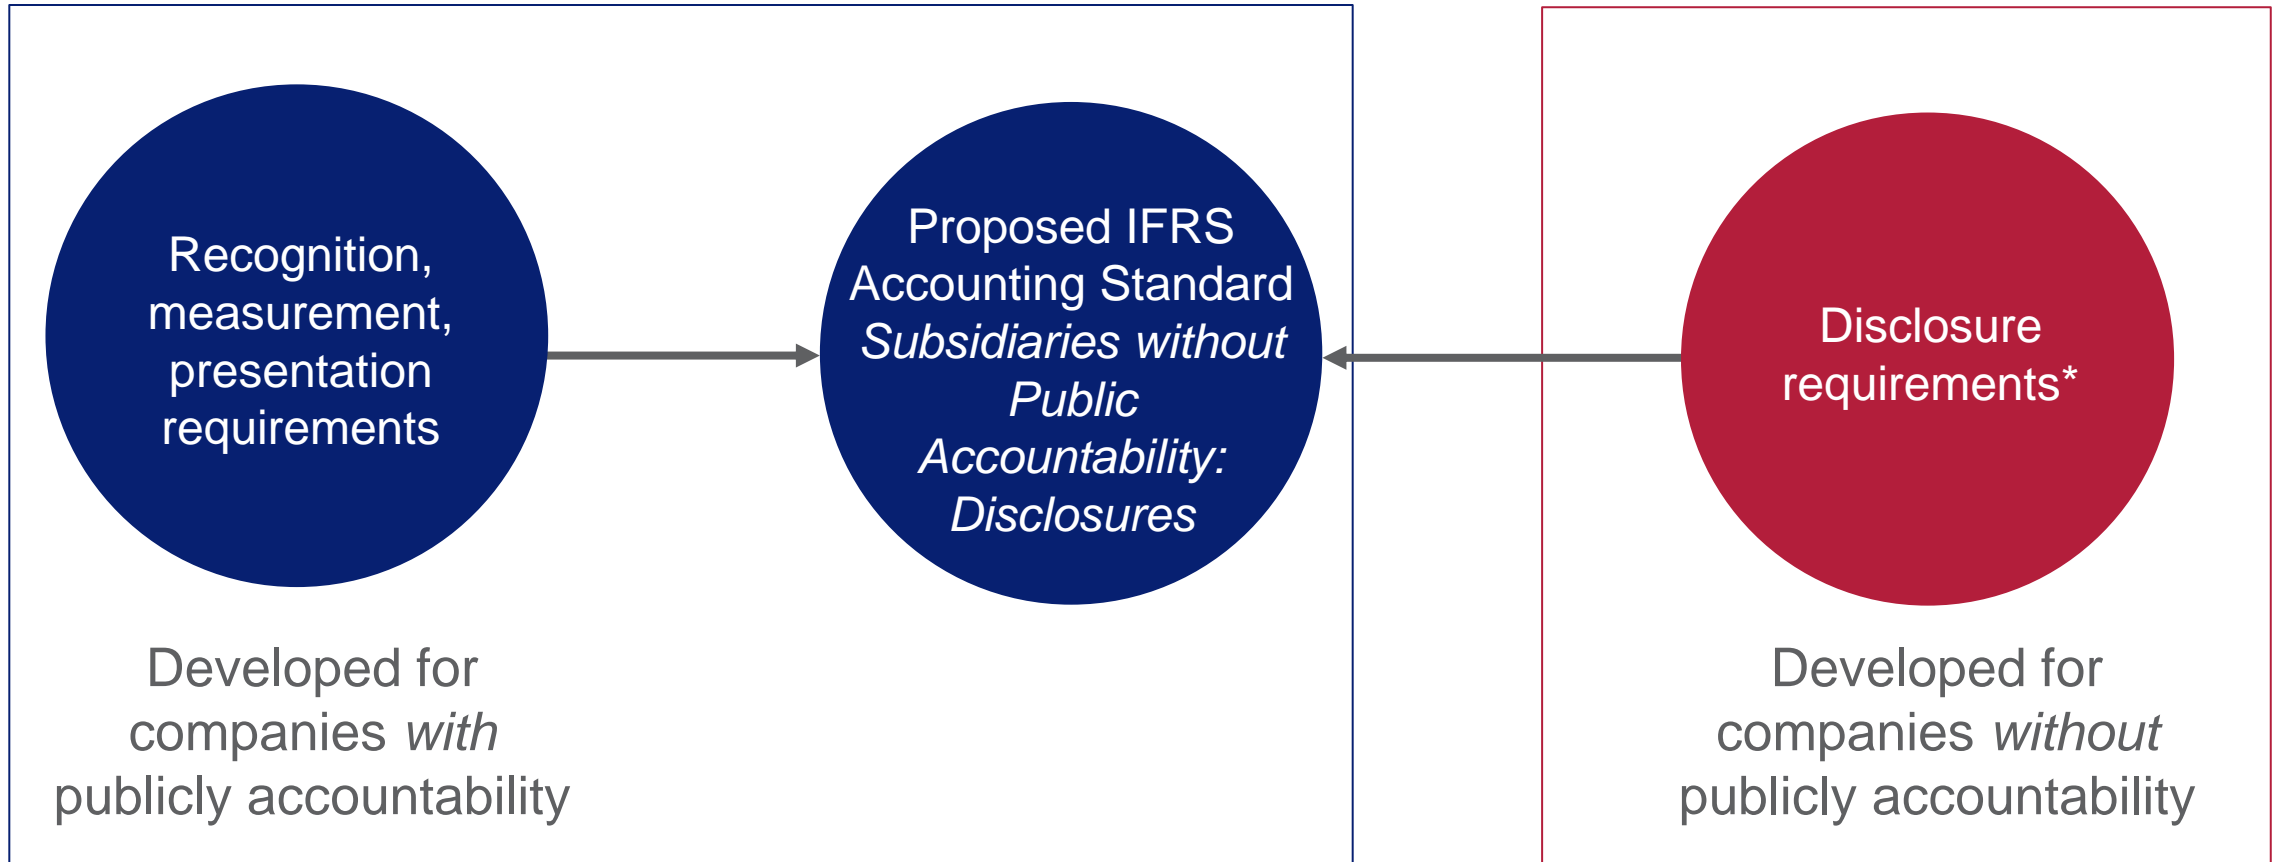 Recognition,
measurement,
presentation
requirements
Developed for
companies with
publicly accountability
Proposed IFRS
Accounting Standard
Subsidiaries without
Public
Accountability:
Disclosures
Disclosure
requirements*
Developed for
companies without
publicly accountability